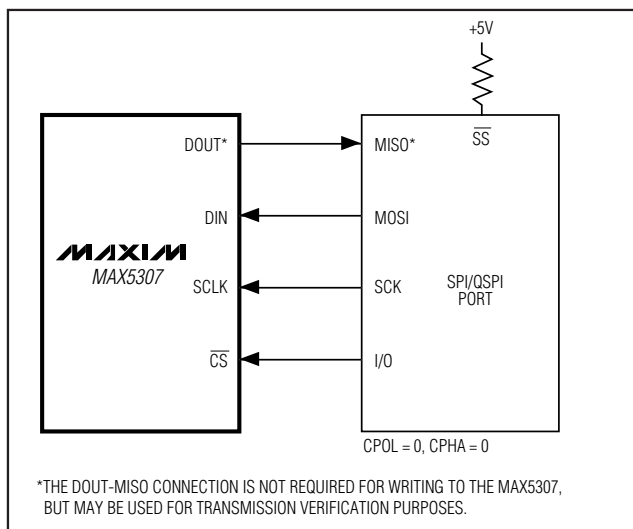 +5V
DOUT* MISO* SS
DIN MOSI
MAXIM
MAX5307
SCLK SCK SPI/QSPI
PORT
CS I/O
CPOL = 0, CPHA = 0
*THE DOUT-MISO CONNECTION IS NOT REQUIRED FOR WRITING TO THE MAX5307,
BUT MAY BE USED FOR TRANSMISSION VERIFICATION PURPOSES.